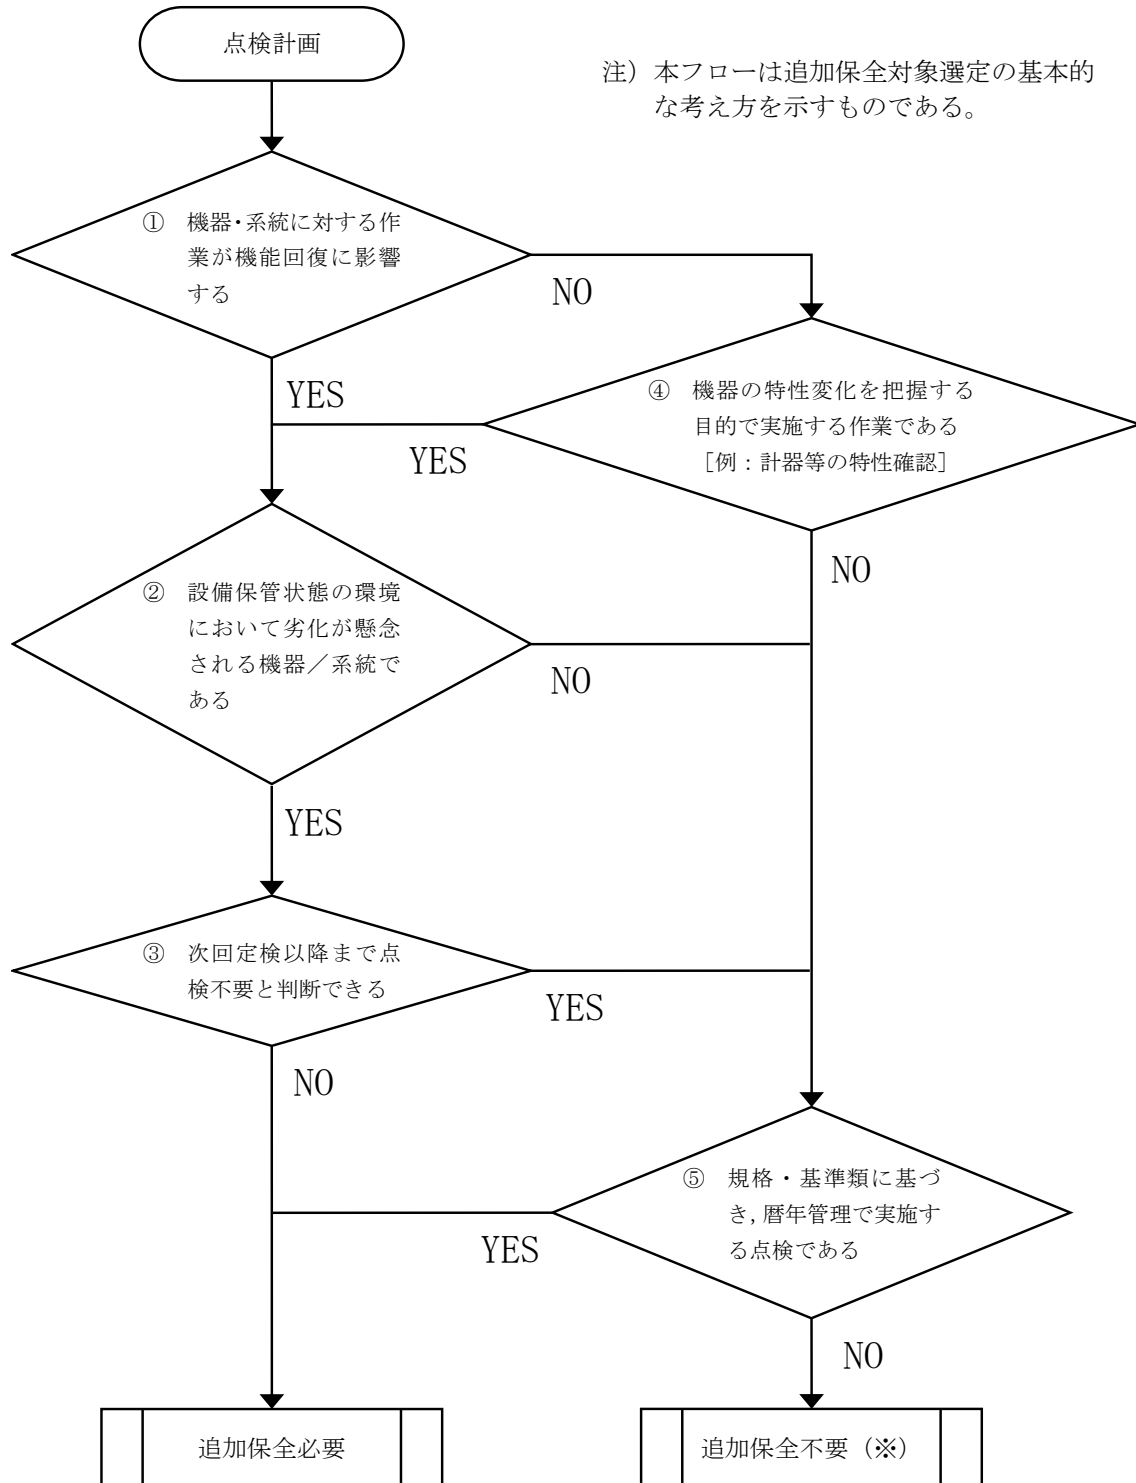 点検計画
注）本フローは追加保全対象選定の基本的
な考え方を示すものである。
① 機器・系統に対する作
業が機能回復に影響
する
NO
YES
④ 機器の特性変化を把握する
目的で実施する作業である
［例：計器等の特性確認］
YES
NO
② 設備保管状態の環境
において劣化が懸念
される機器／系統で
ある
NO
YES
③ 次回定検以降まで点
検不要と判断できる
YES
NO
⑤ 規格・基準類に基づ
き,暦年管理で実施す
る点検である
YES
NO
追加保全必要
追加保全不要（※）